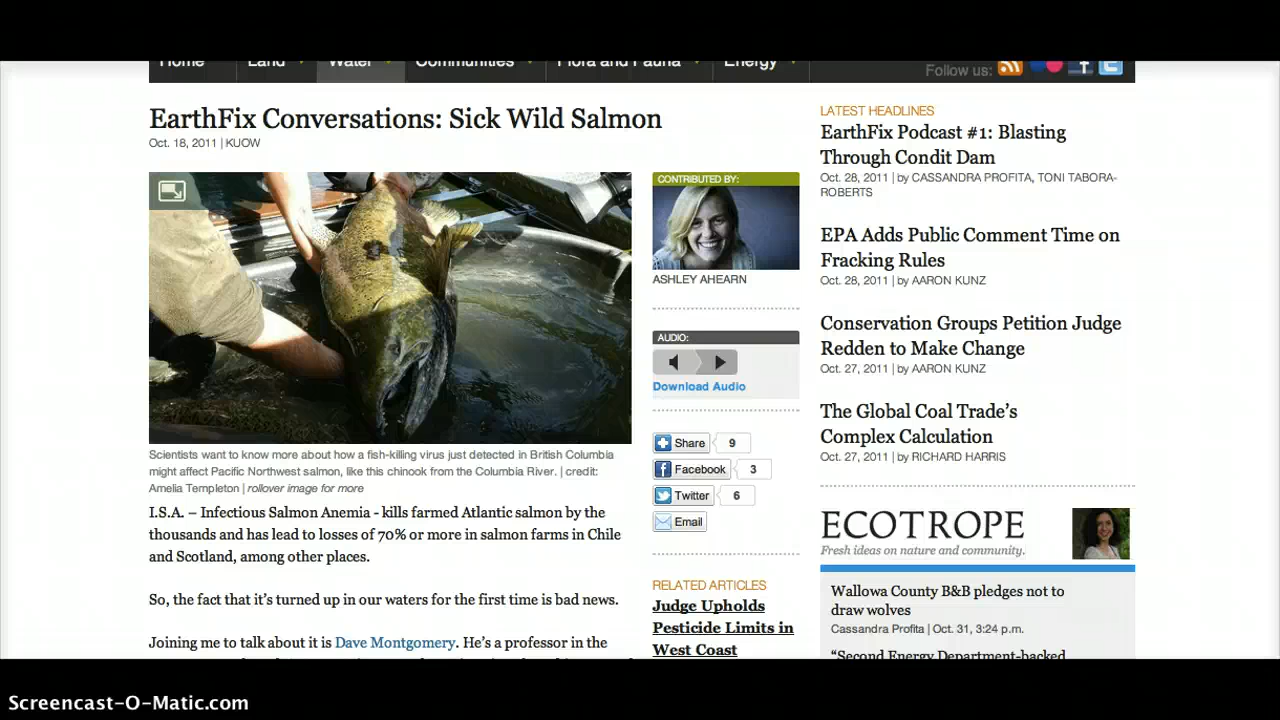 Home
Land
Water
Communities
Flora and Fauna
Energy
Follow us:
EarthFix Conversations: Sick Wild Salmon
Oct. 18, 2011 | KUOW
CONTRIBUTED BY:
ASHLEY AHEARN
AUDIO:
Download Audio
Share 9
Facebook 3
Twitter 6
Email
RELATED ARTICLES
Judge Upholds
Pesticide Limits in
West Coast
Scientists want to know more about how a fish-killing virus just detected in British Columbia
might affect Pacific Northwest salmon, like this chinook from the Columbia River. | credit:
Amelia Templeton | rollover image for more
I.S.A. – Infectious Salmon Anemia - kills farmed Atlantic salmon by the
thousands and has lead to losses of 70% or more in salmon farms in Chile
and Scotland, among other places.
So, the fact that it's turned up in our waters for the first time is bad news.
Joining me to talk about it is Dave Montgomery. He's a professor in the
LATEST HEADLINES
EarthFix Podcast #1: Blasting
Through Condit Dam
Oct. 28, 2011 | by CASSANDRA PROFITA, TONI TABORA-
ROBERTS
EPA Adds Public Comment Time on
Fracking Rules
Oct. 28, 2011 | by AARON KUNZ
Conservation Groups Petition Judge
Redden to Make Change
Oct. 27, 2011 | by AARON KUNZ
The Global Coal Trade's
Complex Calculation
Oct. 27, 2011 | by RICHARD HARRIS
ECOTROPE
Fresh ideas on nature and community.
Wallowa County B&B pledges not to
draw wolves
Cassandra Profita | Oct. 31, 3:24 p.m.
“Second Energy Department-backed
Screencast-O-Matic.com